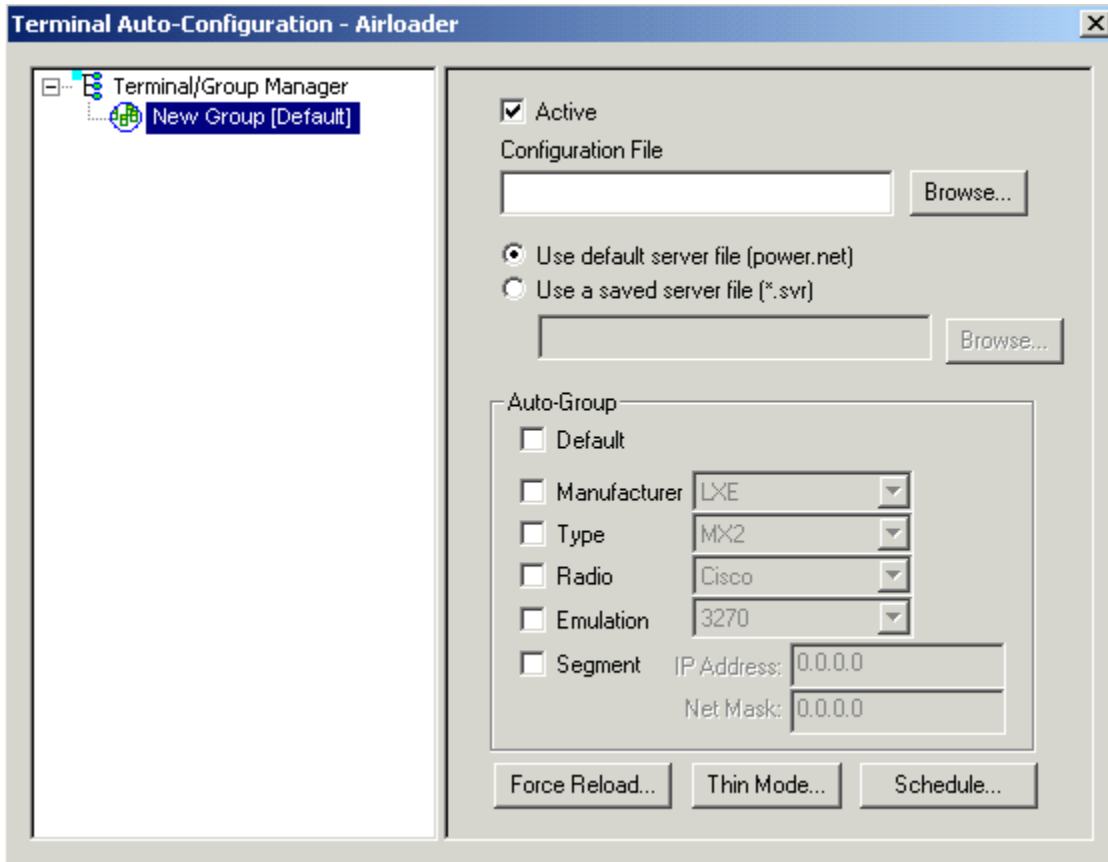 Terminal Auto-Configuration - Airloader
Terminal/Group Manager
New Group [Default]
Active
Configuration File
Browse...
Use default server file (power.net)
Use a saved server file (*.svr)
Browse...
Auto-Group
Default
Manufacturer LXE
Type MX2
Radio Cisco
Emulation 3270
Segment IP Address: 0.0.0.0
Net Mask: 0.0.0.0
Force Reload... Thin Mode... Schedule...